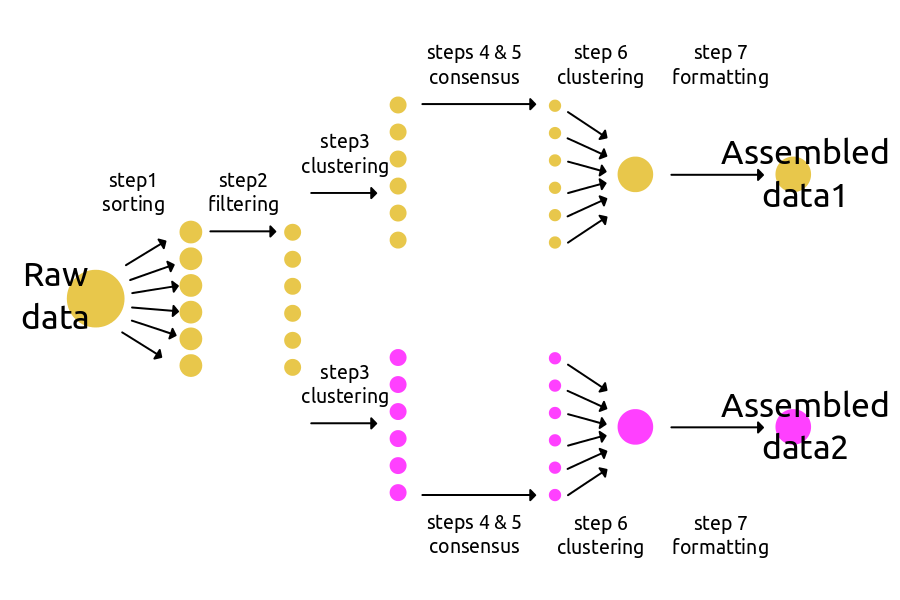 steps 4 & 5
consensus
step 6
clustering
step 7
formatting
step3
clustering
Assembled
data1
step1
sorting
step2
filtering
Raw
data
step3
clustering
Assembled
data2
steps 4 & 5
consensus
step 6
clustering
step 7
formatting